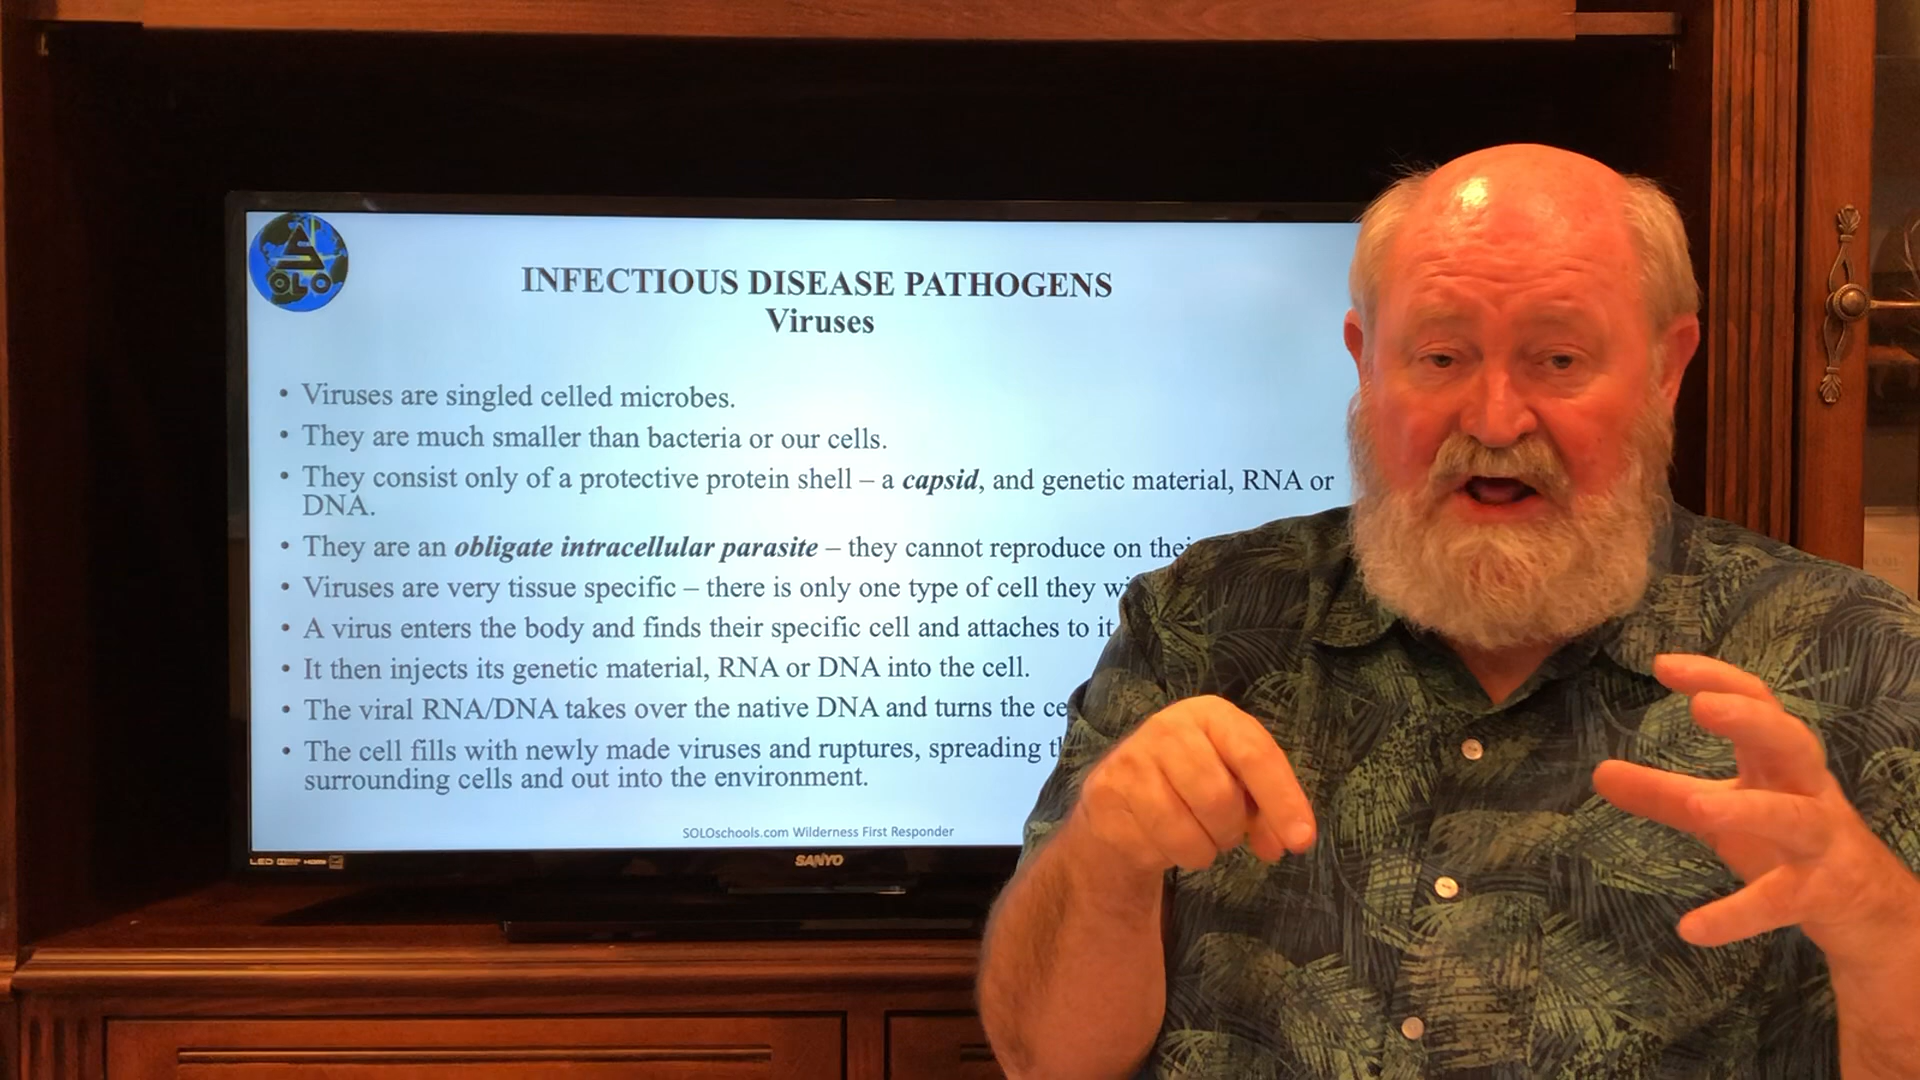 SOLO
INFECTIOUS DISEASE PATHOGENS
Viruses
• Viruses are singled celled microbes.
• They are much smaller than bacteria or our cells.
• They consist only of a protective protein shell – a capsid, and genetic material, RNA or
DNA.
• They are an obligate intracellular parasite – they cannot reproduce on
• Viruses are very tissue specific – there is only one type of cell they
• A virus enters the body and finds their specific cell and attaches to it
• It then injects its genetic material, RNA or DNA into the cell.
• The viral RNA/DNA takes over the native DNA and turns the
• The cell fills with newly made viruses and ruptures, spreading
surrounding cells and out into the environment.
SOLOschools.com Wilderness First Responder
LED HDMI
SANYO